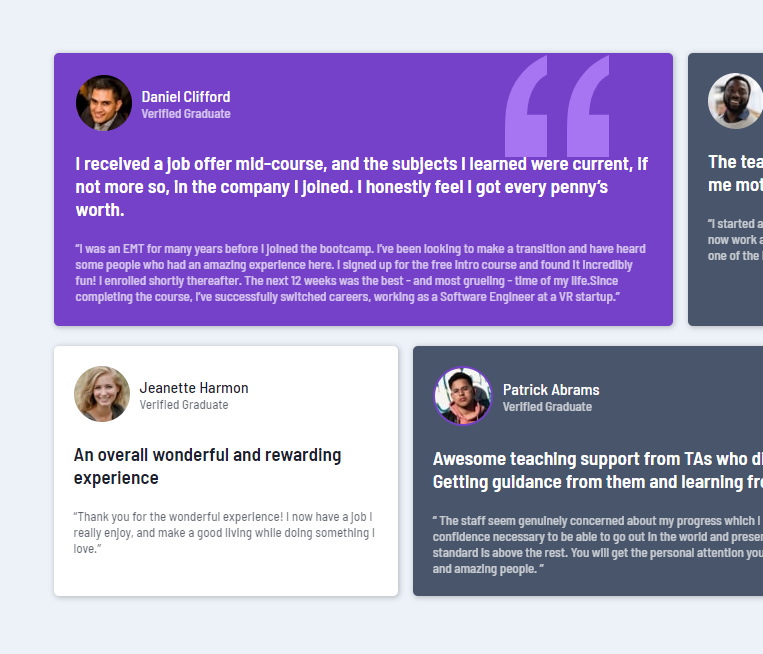 Daniel Clifford
Verified Graduate
I received a job offer mid-course, and the subjects I learned were current, if
not more so, in the company I joined. I honestly feel I got every penny’s
worth.
“I was an EMT for many years before I joined the bootcamp. I’ve been looking to make a transition and have heard
some people who had an amazing experience here. I signed up for the free intro course and found it incredibly
fun! I enrolled shortly thereafter. The next 12 weeks was the best - and most grueling - time of my life.Since
completing the course, I’ve successfully switched careers, working as a Software Engineer at a VR startup.”
The tea
me mot
“I started a
now work a
one of the
Jeanette Harmon
Verified Graduate
An overall wonderful and rewarding
experience
“Thank you for the wonderful experience! I now have a job I
really enjoy, and make a good living while doing something I
love.”
Patrick Abrams
Verified Graduate
Awesome teaching support from TAs who di
Getting guidance from them and learning fro
“ The staff seem genuinely concerned about my progress which I
confidence necessary to be able to go out in the world and presen
standard is above the rest. You will get the personal attention you
and amazing people. ”